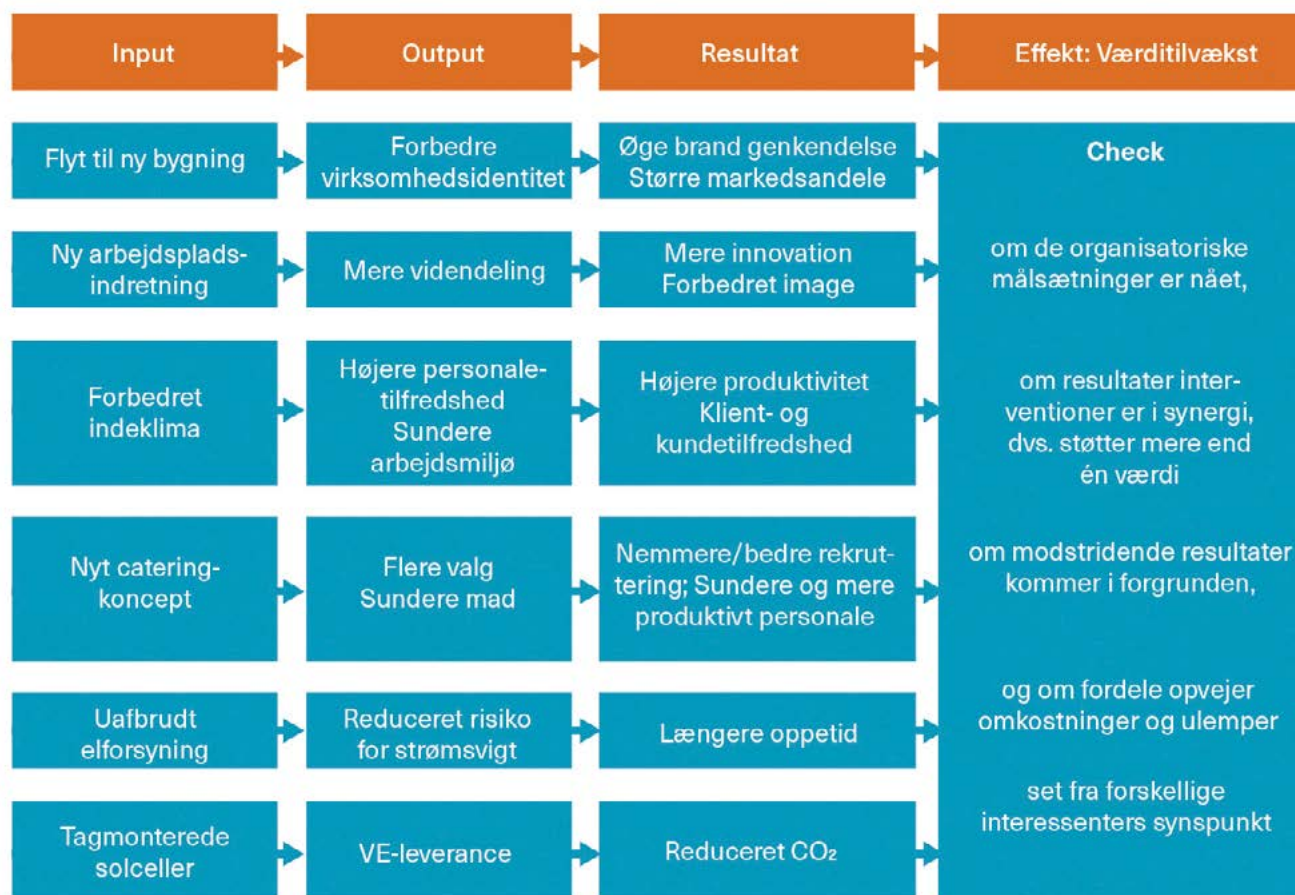 Input
Output
Resultat
Effekt: Værditilvækst
Flyt til ny bygning
Forbedre
virksomhedsidentitet
Øge brand genkendelse
Større markedsandele
Ny arbejdsplads-
indretning
Mere videndeling
Mere innovation
Forbedret image
Forbedret
indeklima
Højere personale-
tilfredshed
Sundere
arbejdsmiljø
Højere produktivitet
Klient- og
kundetilfredshed
Nyt catering-
koncept
Flere valg
Sundere mad
Nemmere/bedre rekrut-
tering; Sundere og mere
produktivt personale
Uafbrudt
elforsyning
Reduceret risiko
for strømsvigt
Længere oppetid
Tagmonterede
solceller
VE-leverance
Reduceret CO₂
Check
om de organisatoriske
målsætninger er nået,
om resultater inter-
ventioner er i synergi,
dvs. støtter mere end
én værdi
om modstridende resultater
kommer i forgrunden,
og om fordele opvejer
omkostninger og ulemper
set fra forskellige
interessenters synspunkt